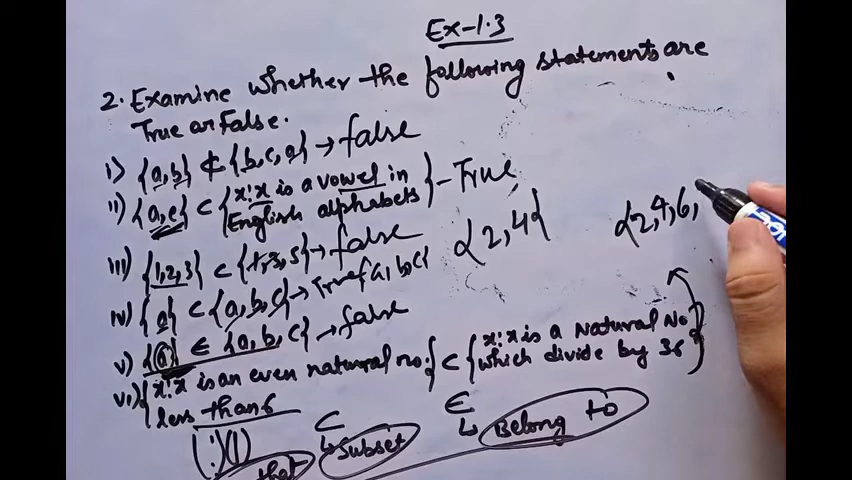 Ex-1.3
2. Examine whether the following statements are
True or False.
i) {a,b} ⊄ {b,c,a} → false
ii) {a,e} ⊂ {x:x is a vowel in
English alphabets} - True
iii) {1,2,3} ⊂ {1,3,5} → false
{2,4}
{2,4,6,
iv) {a} ⊂ {a,b,c} → True {a,b,c}
v) {a} ∈ {a,b,c} → false
vi) {x:x is an even natural no.
less than 6} ⊂ {x:x is a Natural No
which divide by 36}
(:)(|)
that
⊂
↳ Subset
∈
↳ Belong to